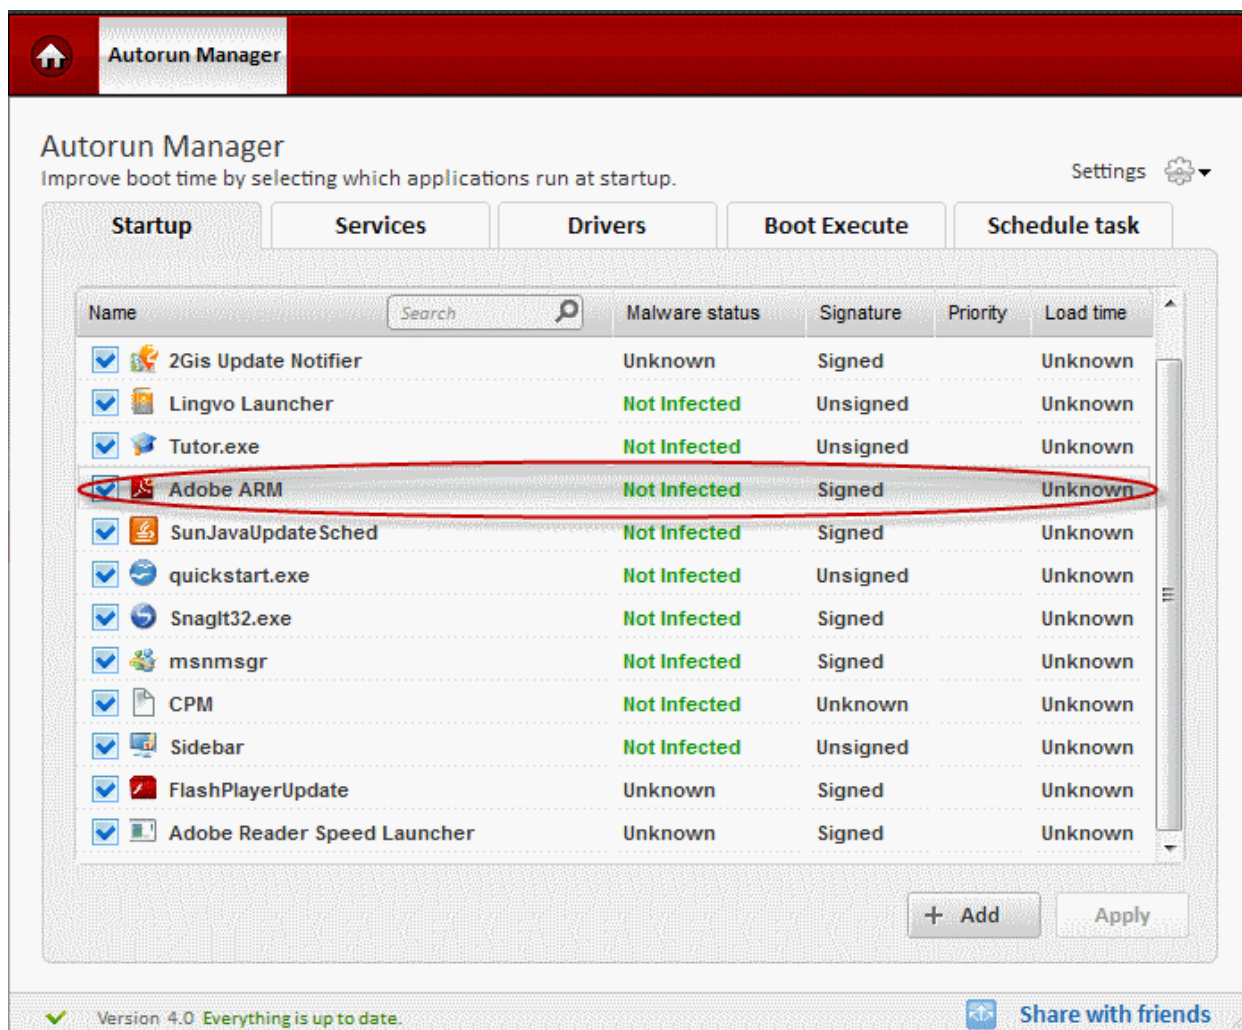 Autorun Manager
Autorun Manager
Improve boot time by selecting which applications run at startup.
Settings
Startup Services Drivers Boot Execute Schedule task
Name Search Malware status Signature Priority Load time
2Gis Update Notifier Unknown Signed Unknown
Lingvo Launcher Not Infected Unsigned Unknown
Tutor.exe Not Infected Unsigned Unknown
Adobe ARM Not Infected Signed Unknown
SunJavaUpdateSched Not Infected Signed Unknown
quickstart.exe Not Infected Unsigned Unknown
SnagIt32.exe Not Infected Signed Unknown
msnmsgr Not Infected Signed Unknown
CPM Not Infected Unknown Unknown
Sidebar Not Infected Unsigned Unknown
FlashPlayerUpdate Unknown Signed Unknown
Adobe Reader Speed Launcher Unknown Signed Unknown
+ Add Apply
Version 4.0 Everything is up to date. Share with friends